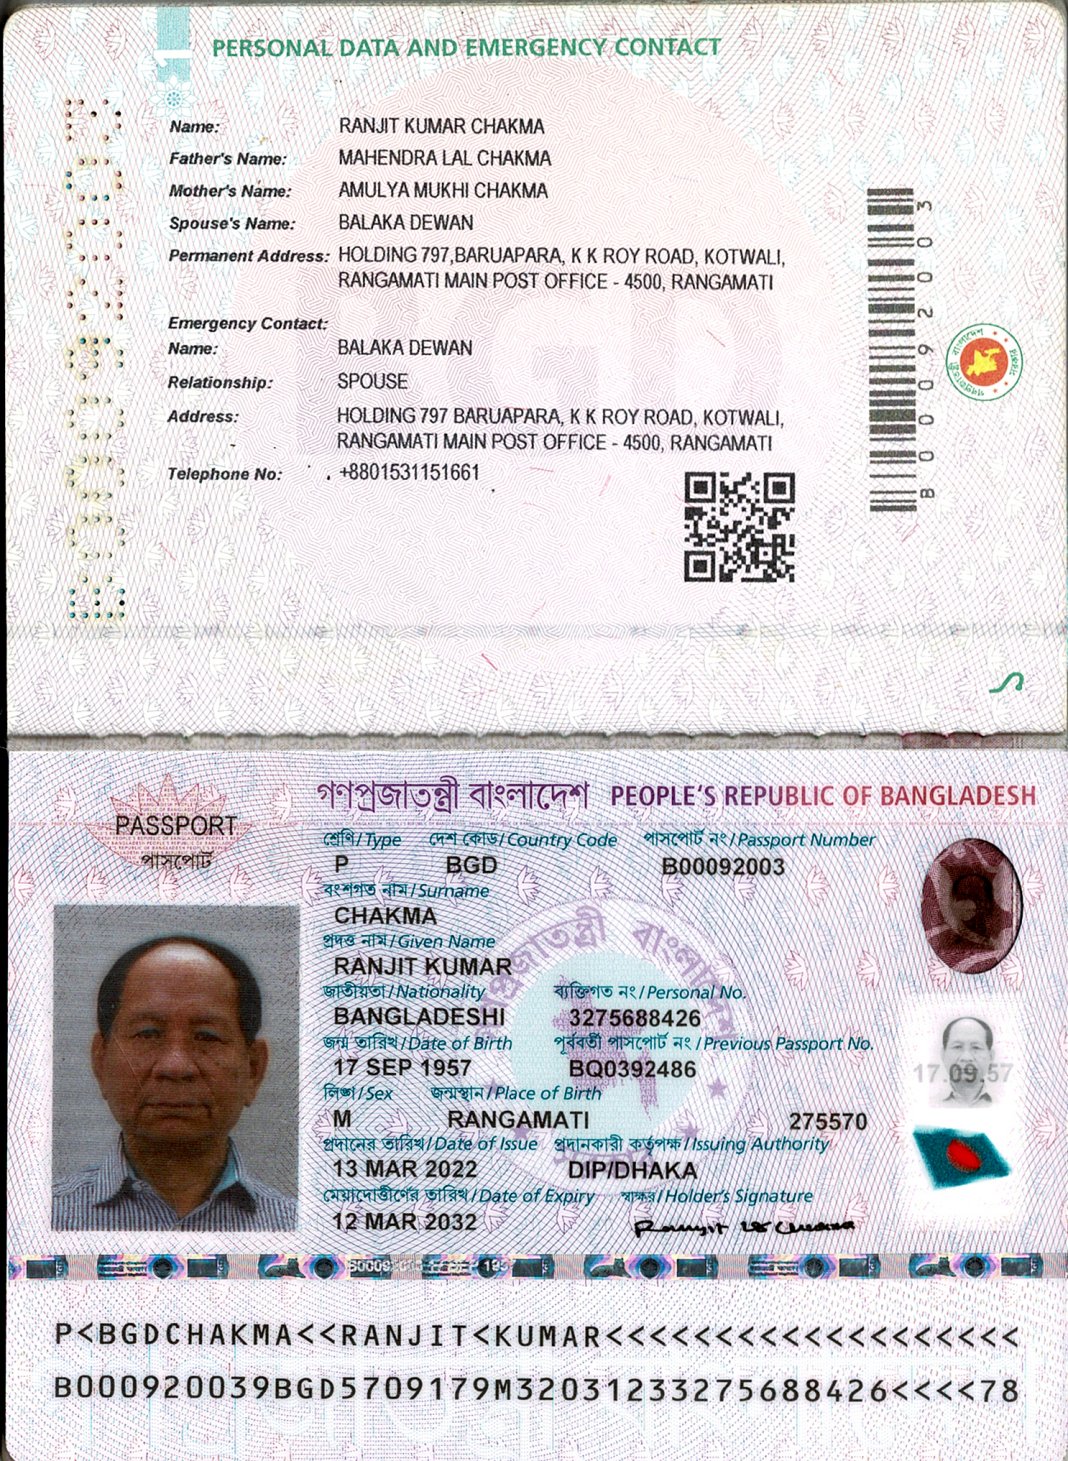 1
PERSONAL DATA AND EMERGENCY CONTACT
Name: RANJIT KUMAR CHAKMA
Father's Name: MAHENDRA LAL CHAKMA
Mother's Name: AMULYA MUKHI CHAKMA
Spouse's Name: BALAKA DEWAN
Permanent Address: HOLDING 797,BARUAPARA, K K ROY ROAD, KOTWALI,
RANGAMATI MAIN POST OFFICE - 4500, RANGAMATI
Emergency Contact:
Name: BALAKA DEWAN
Relationship: SPOUSE
Address: HOLDING 797 BARUAPARA, K K ROY ROAD, KOTWALI,
RANGAMATI MAIN POST OFFICE - 4500, RANGAMATI
Telephone No: +8801531151661
B00092003
B00092003
গণপ্রজাতন্ত্রী বাংলাদেশ PEOPLE'S REPUBLIC OF BANGLADESH
PASSPORT
পাসপোর্ট
শ্রেণি/Type দেশ কোড/Country Code পাসপোর্ট নং/Passport Number
P BGD B00092003
বংশগত নাম/Surname
CHAKMA
প্রদত্ত নাম/Given Name
RANJIT KUMAR
জাতীয়তা/Nationality ব্যক্তিগত নং/Personal No.
BANGLADESHI 3275688426
জন্ম তারিখ/Date of Birth পূর্ববর্তী পাসপোর্ট নং/Previous Passport No.
17 SEP 1957 BQ0392486
17.09.57
লিঙ্গ/Sex জন্মস্থান/Place of Birth
M RANGAMATI 275570
প্রদানের তারিখ/Date of Issue প্রদানকারী কর্তৃপক্ষ/Issuing Authority
13 MAR 2022 DIP/DHAKA
মেয়াদোত্তীর্ণের তারিখ/Date of Expiry স্বাক্ষর/Holder's Signature
12 MAR 2032
P<BGDCHAKMA<<RANJIT<KUMAR<<<<<<<<<<<<<<<<<<<
B000920039BGD5709179M32031233275688426<<<<78